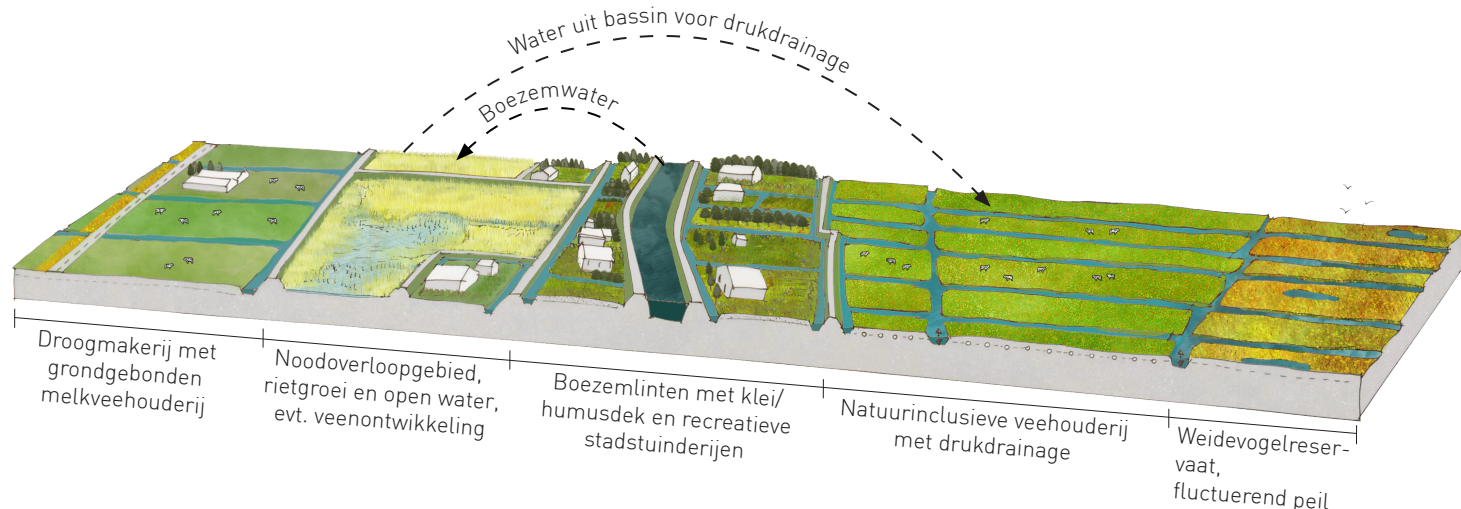 Water uit bassin voor drukdrainage
Boezemwater
Droogmakerij met
grondgebonden
melkveehouderij
Noodoverloopgebied,
rietgroei en open water,
evt. veenontwikkeling
Boezemlinten met klei/
humusdek en recreatieve
stadstuinderijen
Natuurinclusieve veehouderij
met drukdrainage
Weidevogelreser-
vaat,
fluctuerend peil